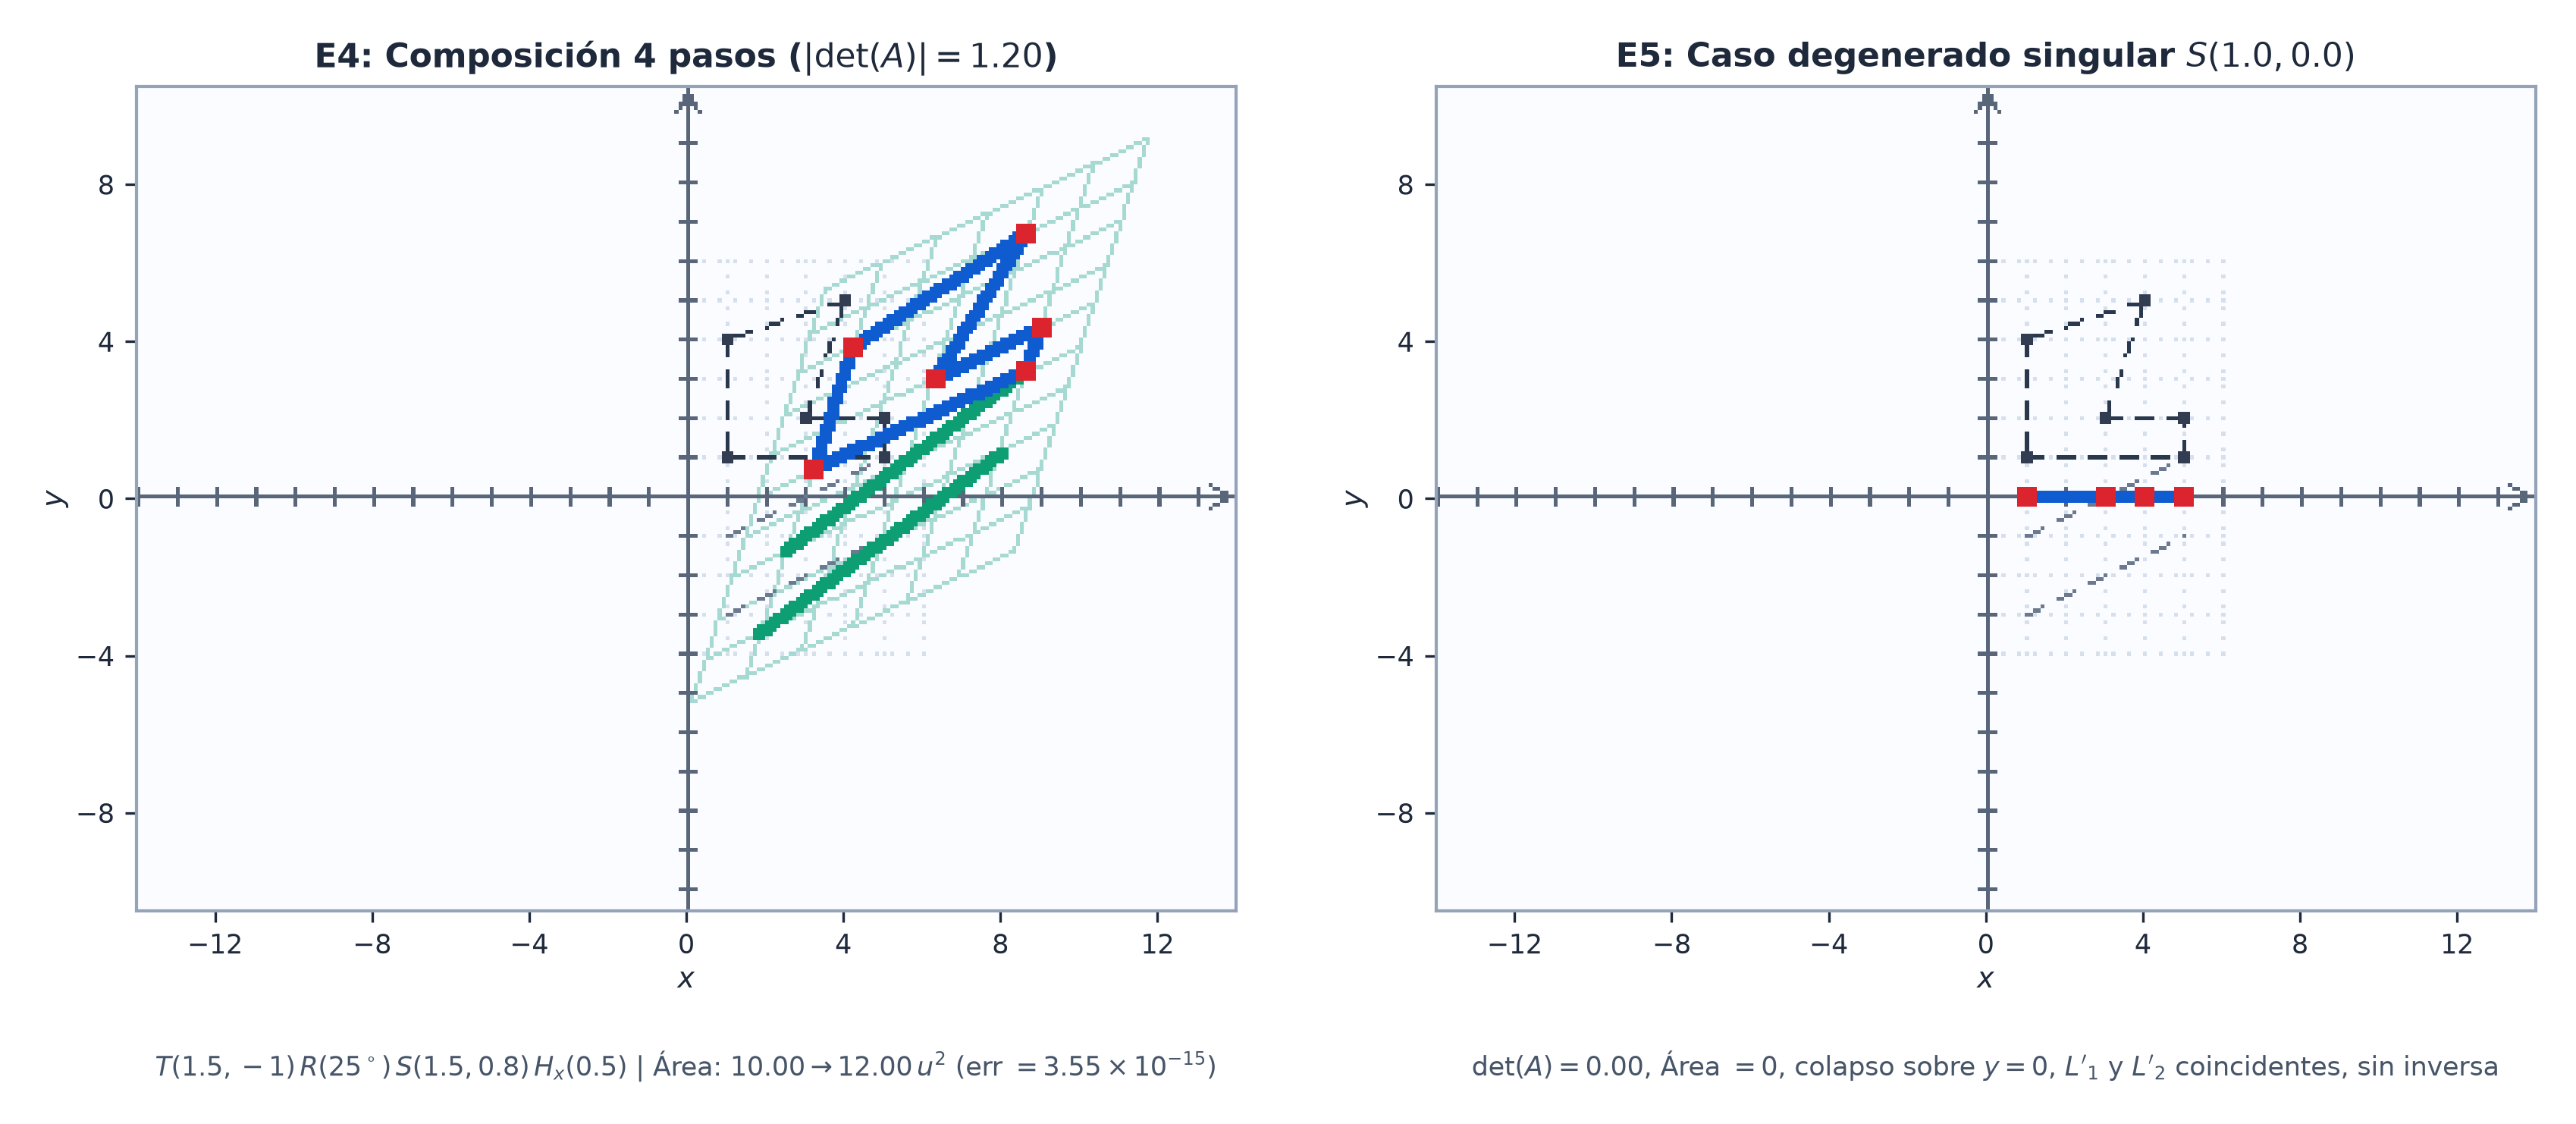 E4: Composición 4 pasos (|det(A)| = 1.20)
8
4
0
−4
−8
y
−12 −8 −4 0 4 8 12
x
T(1.5, −1) R(25°) S(1.5, 0.8) Hₓ(0.5) | Área: 10.00 → 12.00 u² (err = 3.55 × 10⁻¹⁵)
E5: Caso degenerado singular S(1.0, 0.0)
8
4
0
−4
−8
y
−12 −8 −4 0 4 8 12
x
det(A) = 0.00, Área = 0, colapso sobre y = 0, L′₁ y L′₂ coincidentes, sin inversa